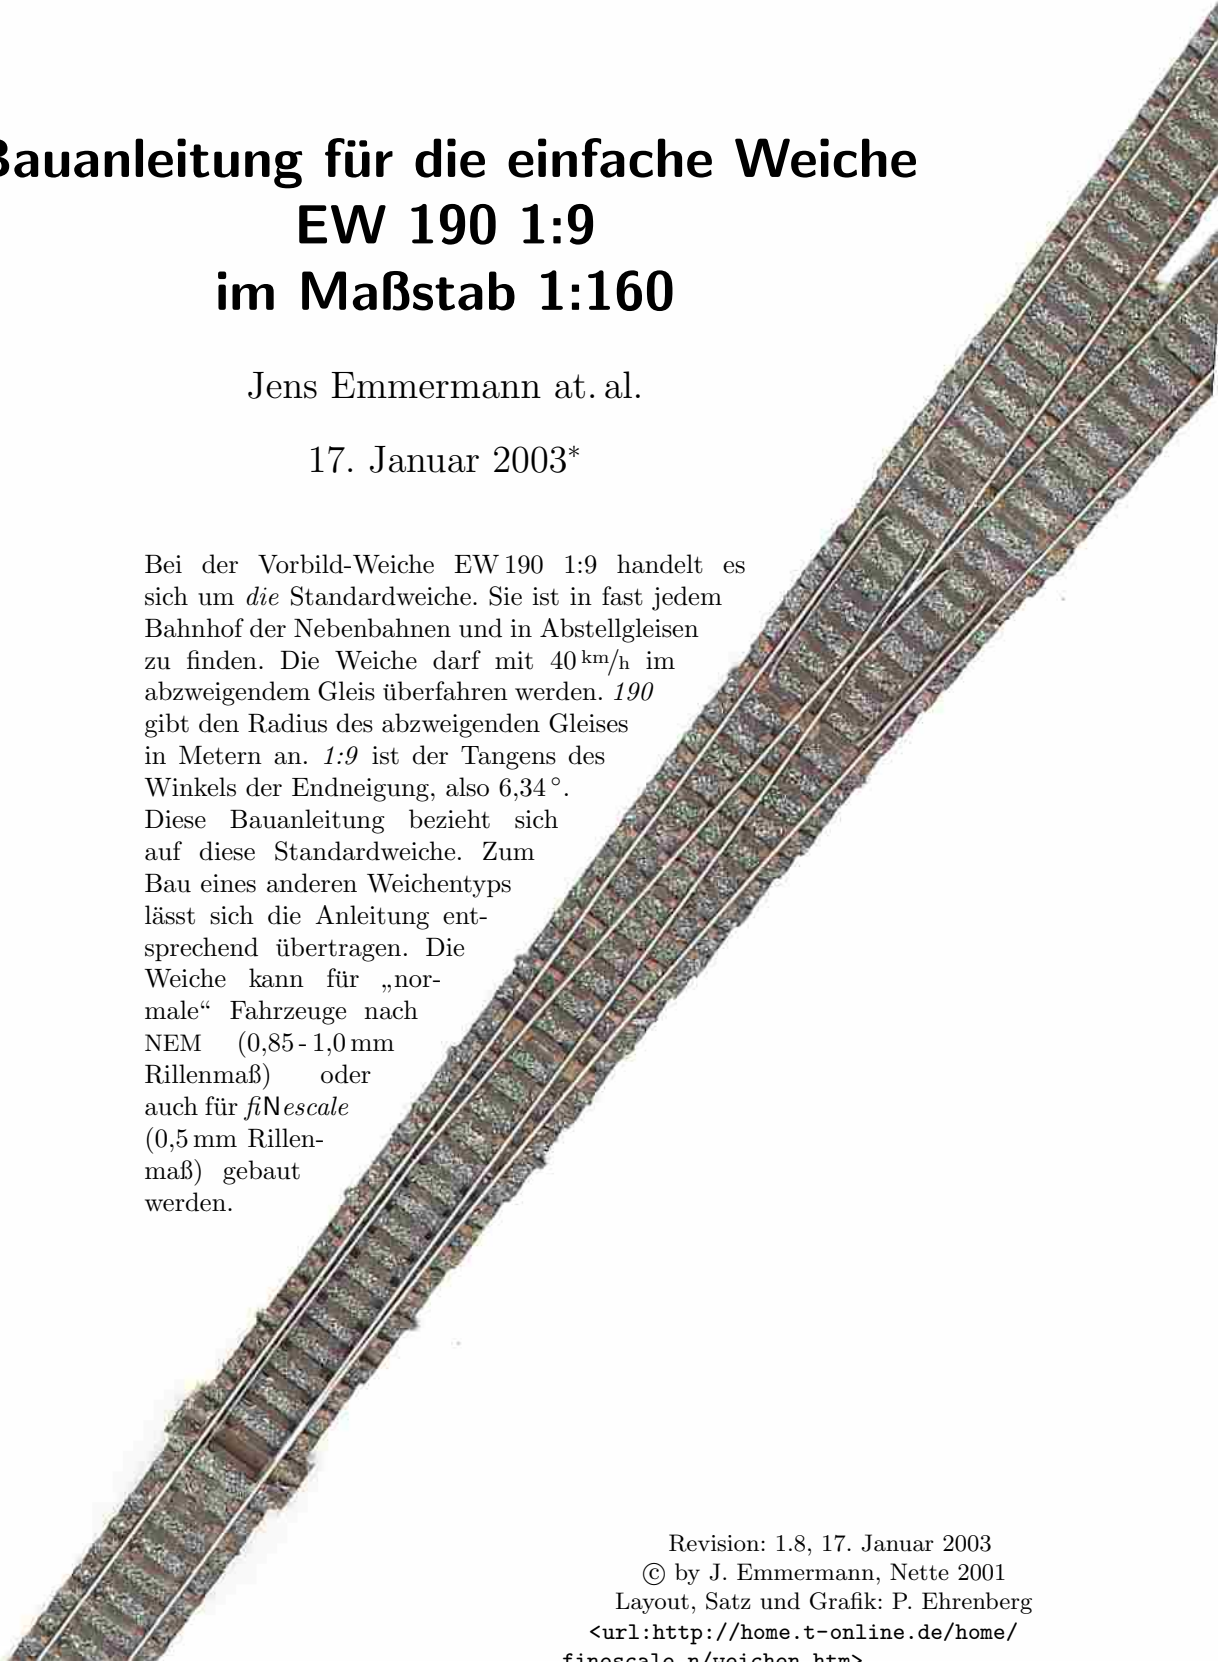 Bauanleitung für die einfache Weiche
EW 190 1:9
im Maßstab 1:160
Jens Emmermann at. al.
17. Januar 2003*
Bei der Vorbild-Weiche EW 190 1:9 handelt es
sich um die Standardweiche. Sie ist in fast jedem
Bahnhof der Nebenbahnen und in Abstellgleisen
zu finden. Die Weiche darf mit 40 km/h im
abzweigendem Gleis überfahren werden. 190
gibt den Radius des abzweigenden Gleises
in Metern an. 1:9 ist der Tangens des
Winkels der Endneigung, also 6,34 °.
Diese Bauanleitung bezieht sich
auf diese Standardweiche. Zum
Bau eines anderen Weichentyps
lässt sich die Anleitung ent-
sprechend übertragen. Die
Weiche kann für „nor-
male“ Fahrzeuge nach
NEM (0,85 - 1,0 mm
Rillenmaß) oder
auch für fiNescale
(0,5 mm Rillen-
maß) gebaut
werden.
Revision: 1.8, 17. Januar 2003
© by J. Emmermann, Nette 2001
Layout, Satz und Grafik: P. Ehrenberg
<url:http://home.t-online.de/home/
finescale.n/weichen.htm>